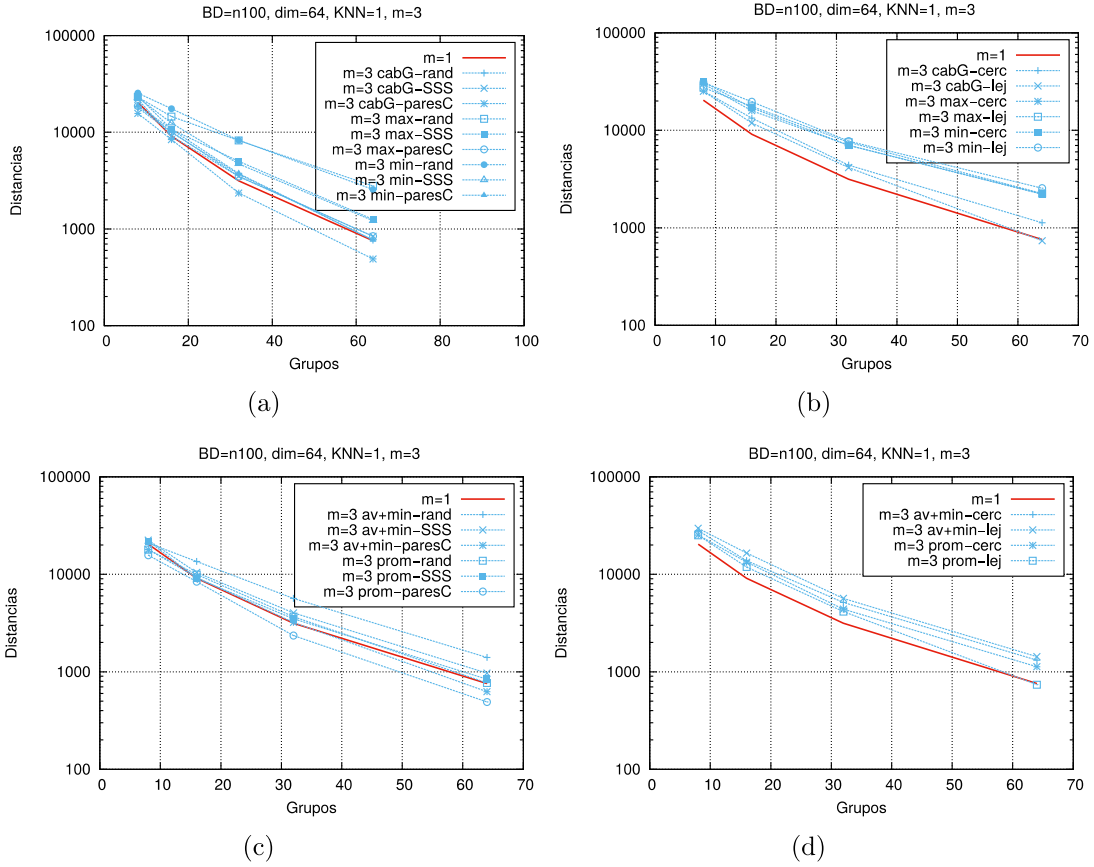 BD=n100, dim=64, KNN=1, m=3
100000
10000
1000
100
Distancias
0
20
40
60
80
100
Grupos
m=1
m=3 cabG-rand
m=3 cabG-SSS
m=3 cabG-paresC
m=3 max-rand
m=3 max-SSS
m=3 max-paresC
m=3 min-rand
m=3 min-SSS
m=3 min-paresC
(a)
BD=n100, dim=64, KNN=1, m=3
100000
10000
1000
100
Distancias
0
10
20
30
40
50
60
70
Grupos
m=1
m=3 cabG-cerc
m=3 cabG-lej
m=3 max-cerc
m=3 max-lej
m=3 min-cerc
m=3 min-lej
(b)
BD=n100, dim=64, KNN=1, m=3
100000
10000
1000
100
Distancias
0
10
20
30
40
50
60
70
Grupos
m=1
m=3 av+min-rand
m=3 av+min-SSS
m=3 av+min-paresC
m=3 prom-rand
m=3 prom-SSS
m=3 prom-paresC
(c)
BD=n100, dim=64, KNN=1, m=3
100000
10000
1000
100
Distancias
0
10
20
30
40
50
60
70
Grupos
m=1
m=3 av+min-cerc
m=3 av+min-lej
m=3 prom-cerc
m=3 prom-lej
(d)